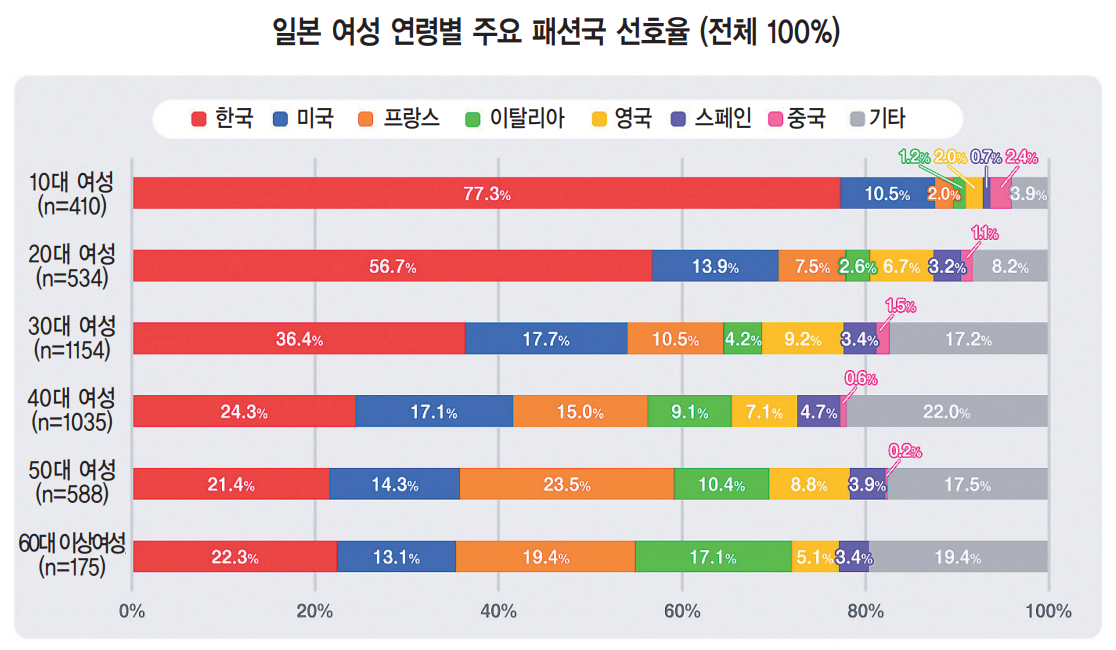 일본 여성 연령별 주요 패션국 선호율 (전체 100%)
한국 미국 프랑스 이탈리아 영국 스페인 중국 기타
1.2% 2.0% 0.7% 2.4%
10대 여성
(n=410)
77.3% 10.5% 2.0% 3.9%
1.1%
20대 여성
(n=534)
56.7% 13.9% 7.5% 2.6% 6.7% 3.2% 8.2%
1.5%
30대 여성
(n=1154)
36.4% 17.7% 10.5% 4.2% 9.2% 3.4% 17.2%
0.6%
40대 여성
(n=1035)
24.3% 17.1% 15.0% 9.1% 7.1% 4.7% 22.0%
0.2%
50대 여성
(n=588)
21.4% 14.3% 23.5% 10.4% 8.8% 3.9% 17.5%
60대 이상여성
(n=175)
22.3% 13.1% 19.4% 17.1% 5.1% 3.4% 19.4%
0% 20% 40% 60% 80% 100%